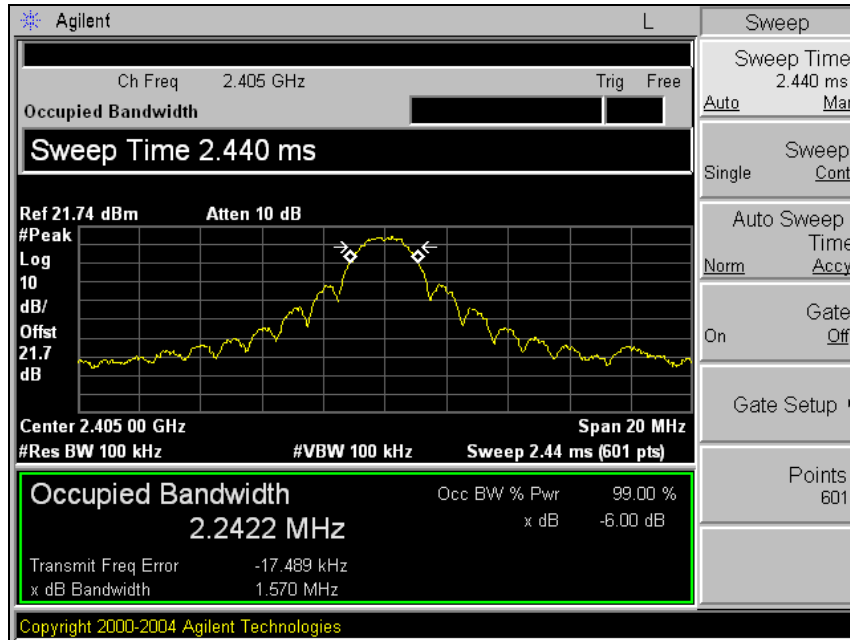 Agilent L
Ch Freq 2.405 GHz Trig Free
Occupied Bandwidth
Sweep Time 2.440 ms
Ref 21.74 dBm Atten 10 dB
#Peak
Log
10
dB/
Offst
21.7
dB
Center 2.405 00 GHz Span 20 MHz
#Res BW 100 kHz #VBW 100 kHz Sweep 2.44 ms (601 pts)
Occupied Bandwidth
2.2422 MHz
Occ BW % Pwr 99.00 %
x dB -6.00 dB
Transmit Freq Error -17.489 kHz
x dB Bandwidth 1.570 MHz
Copyright 2000-2004 Agilent Technologies
Sweep
Sweep Time
2.440 ms
Auto Mar
Sweep
Single Cont
Auto Sweep
Time
Norm Accy
Gate
On Off
Gate Setup
Points
601